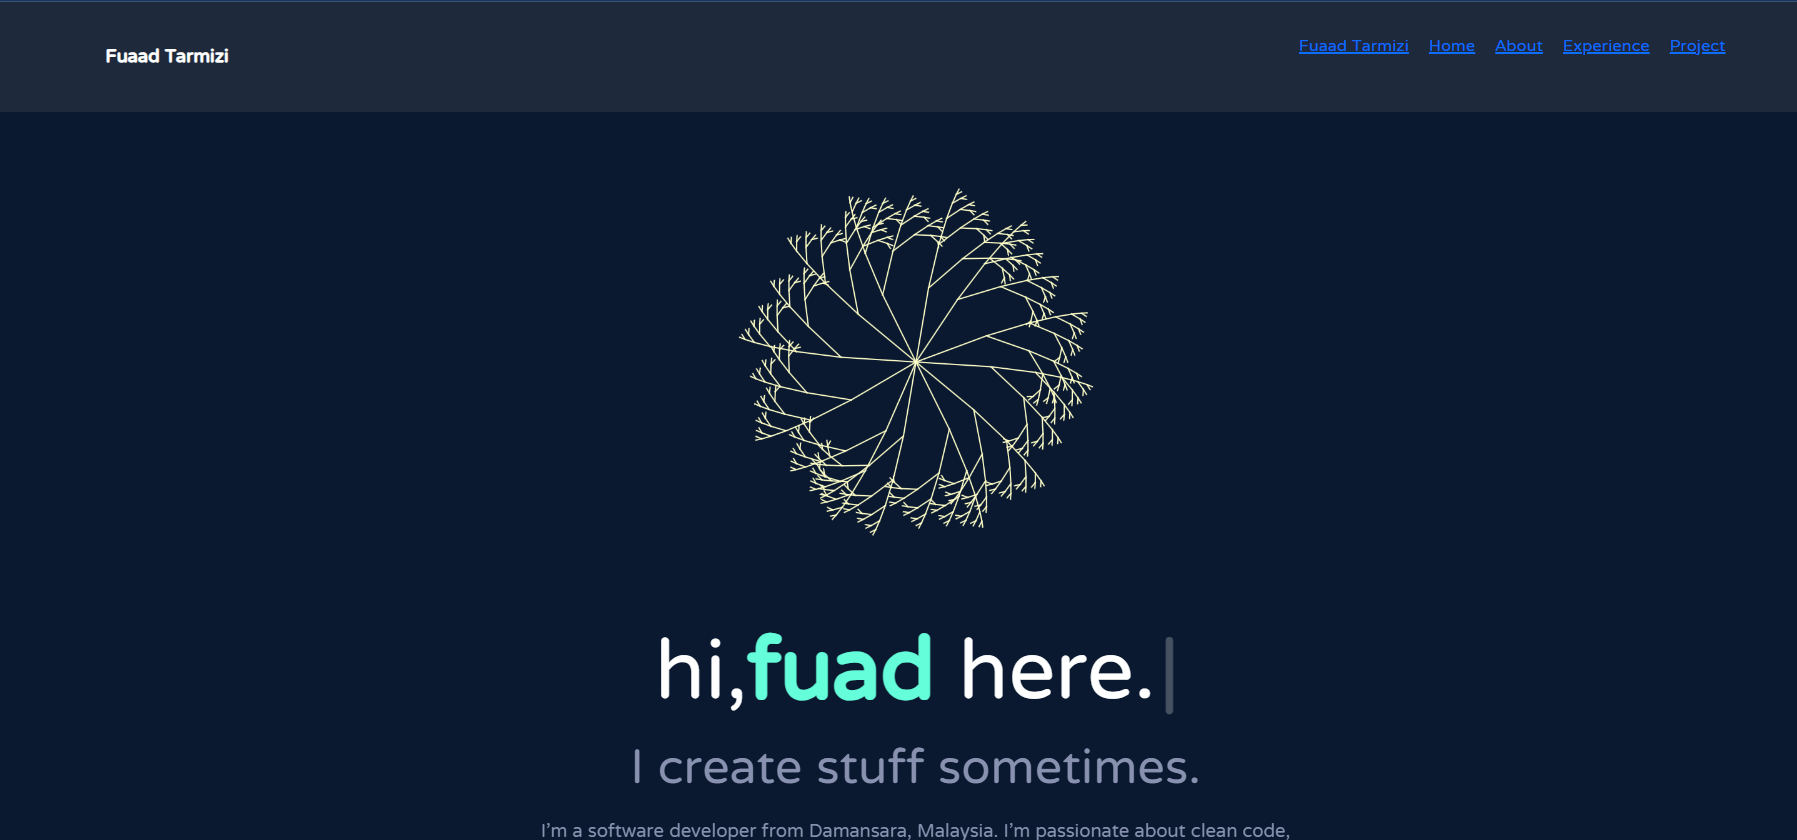 Fuaad Tarmizi
Fuaad Tarmizi Home About Experience Project
hi,fuad here.
I create stuff sometimes.
I'm a software developer from Damansara, Malaysia. I'm passionate about clean code,